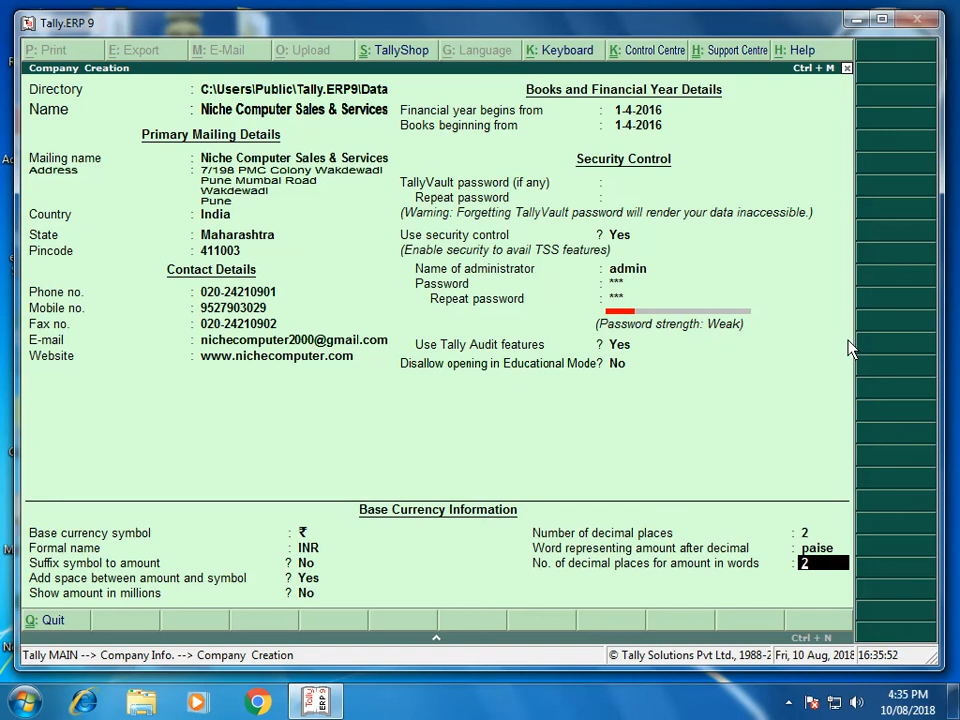 Tally.ERP 9
P: Print E: Export M: E-Mail O: Upload S: TallyShop G: Language K: Keyboard K: Control Centre H: Support Centre H: Help
Company Creation Ctrl + M
Directory : C:\Users\Public\Tally.ERP9\Data
Name : Niche Computer Sales & Services
Primary Mailing Details
Mailing name : Niche Computer Sales & Services
Address : 7/198 PMC Colony Wakdewadi
Pune Mumbai Road
Wakdewadi
Pune
Country : India
State : Maharashtra
Pincode : 411003
Contact Details
Phone no. : 020-24210901
Mobile no. : 9527903029
Fax no. : 020-24210902
E-mail : nichecomputer2000@gmail.com
Website : www.nichecomputer.com
Books and Financial Year Details
Financial year begins from : 1-4-2016
Books beginning from : 1-4-2016
Security Control
TallyVault password (if any) :
Repeat password :
(Warning: Forgetting TallyVault password will render your data inaccessible.)
Use security control ? Yes
(Enable security to avail TSS features)
Name of administrator : admin
Password : ***
Repeat password : ***
(Password strength: Weak)
Use Tally Audit features ? Yes
Disallow opening in Educational Mode? No
Base Currency Information
Base currency symbol : ₹
Formal name : INR
Suffix symbol to amount ? No
Add space between amount and symbol ? Yes
Show amount in millions ? No
Number of decimal places : 2
Word representing amount after decimal : paise
No. of decimal places for amount in words : 2
Q: Quit
Ctrl + N
Tally MAIN --> Company Info. --> Company Creation © Tally Solutions Pvt Ltd., 1988-2 Fri, 10 Aug, 2018 16:35:52
Tally ERP 9
4:35 PM
10/08/2018